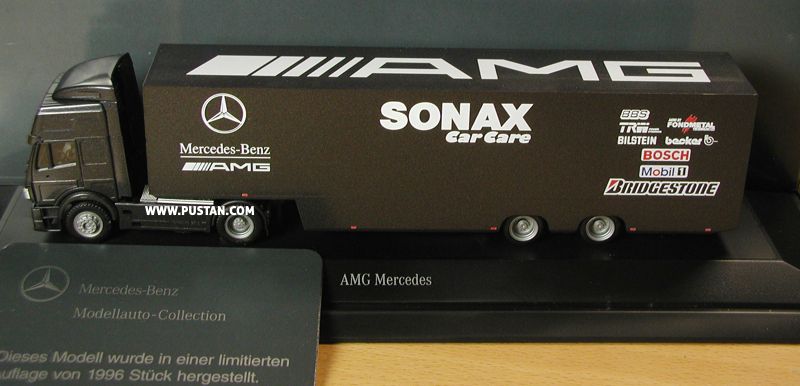 AMG
Mercedes-Benz
AMG
SONAX
Car Care
BBS
TRW
FONDMETAL
BILSTEIN becker
BOSCH
Mobil 1
BRIDGESTONE
WWW.PUSTAN.COM
AMG Mercedes
Mercedes-Benz
Modellauto-Collection
Dieses Modell wurde in einer limitierten
Auflage von 1996 Stück hergestellt.